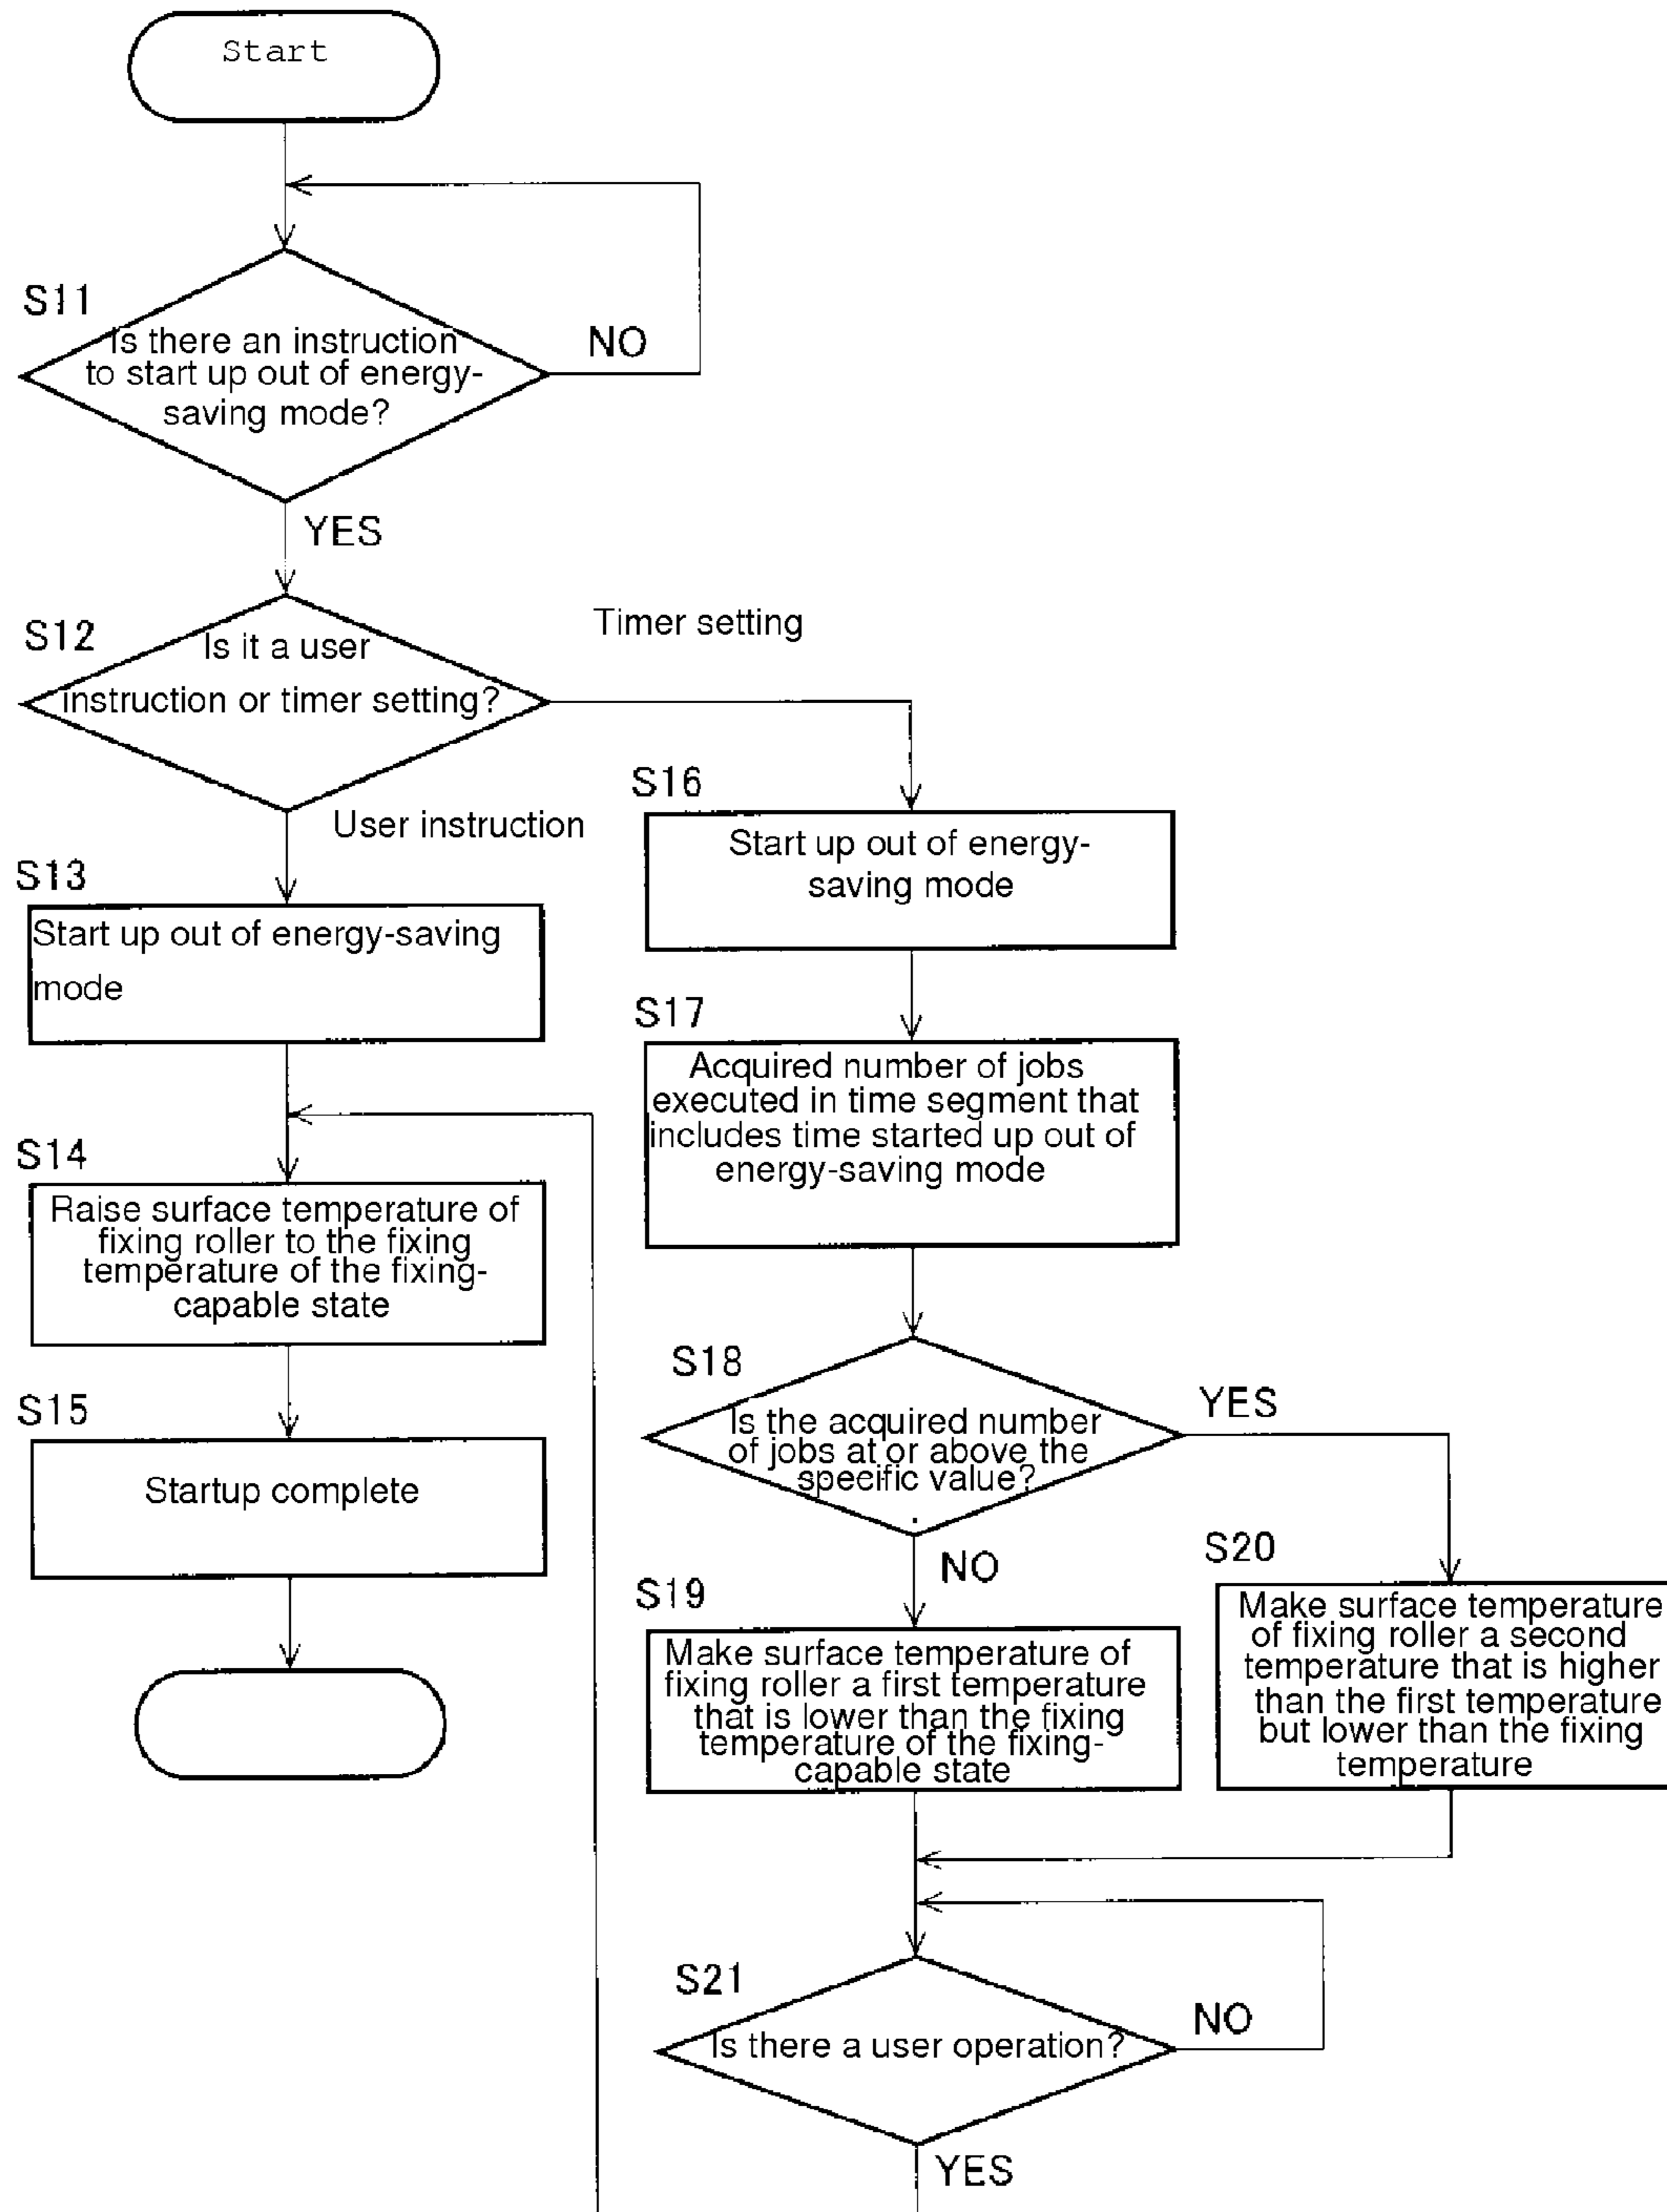 Start
S11
Is there an instruction
to start up out of energy-
saving mode?
NO
YES
S12
Is it a user
instruction or timer setting?
Timer setting
User instruction
S13
Start up out of energy-saving
mode
S14
Raise surface temperature of
fixing roller to the fixing
temperature of the fixing-
capable state
S15
Startup complete
S16
Start up out of energy-
saving mode
S17
Acquired number of jobs
executed in time segment that
includes time started up out of
energy-saving mode
S18
Is the acquired number
of jobs at or above the
specific value?
YES
NO
S19
Make surface temperature of
fixing roller a first temperature
that is lower than the fixing
temperature of the fixing-
capable state
S20
Make surface temperature
of fixing roller a second
temperature that is higher
than the first temperature
but lower than the fixing
temperature
S21
Is there a user operation?
NO
YES